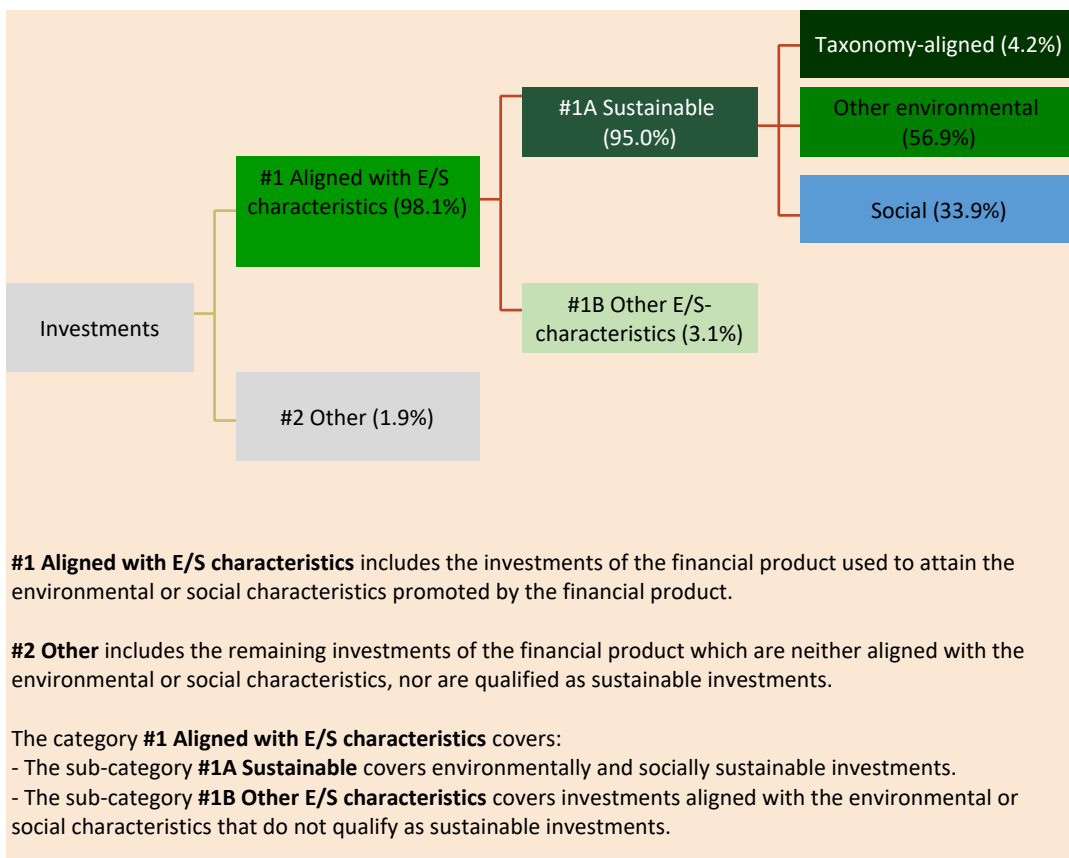 Taxonomy-aligned (4.2%)
Other environmental
(56.9%)
Social (33.9%)
#1A Sustainable
(95.0%)
#1B Other E/S-
characteristics (3.1%)
#1 Aligned with E/S
characteristics (98.1%)
#2 Other (1.9%)
Investments
#1 Aligned with E/S characteristics includes the investments of the financial product used to attain the
environmental or social characteristics promoted by the financial product.
#2 Other includes the remaining investments of the financial product which are neither aligned with the
environmental or social characteristics, nor are qualified as sustainable investments.
The category #1 Aligned with E/S characteristics covers:
- The sub-category #1A Sustainable covers environmentally and socially sustainable investments.
- The sub-category #1B Other E/S characteristics covers investments aligned with the environmental or
social characteristics that do not qualify as sustainable investments.